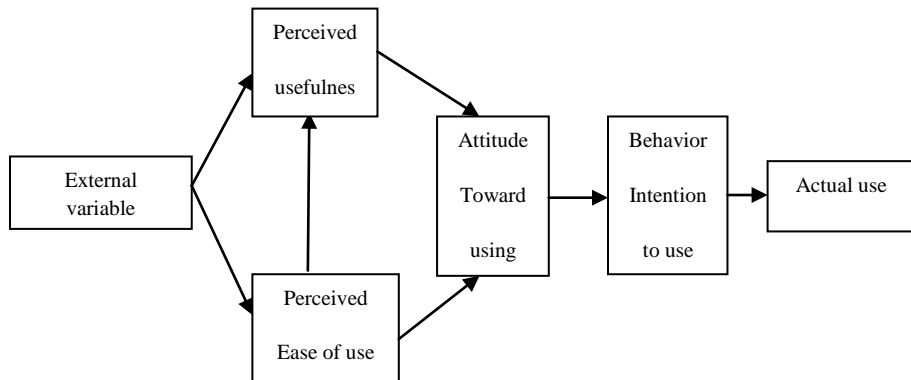 Perceived
usefulnes
External
variable
Perceived
Ease of use
Attitude
Toward
using
Behavior
Intention
to use
Actual use